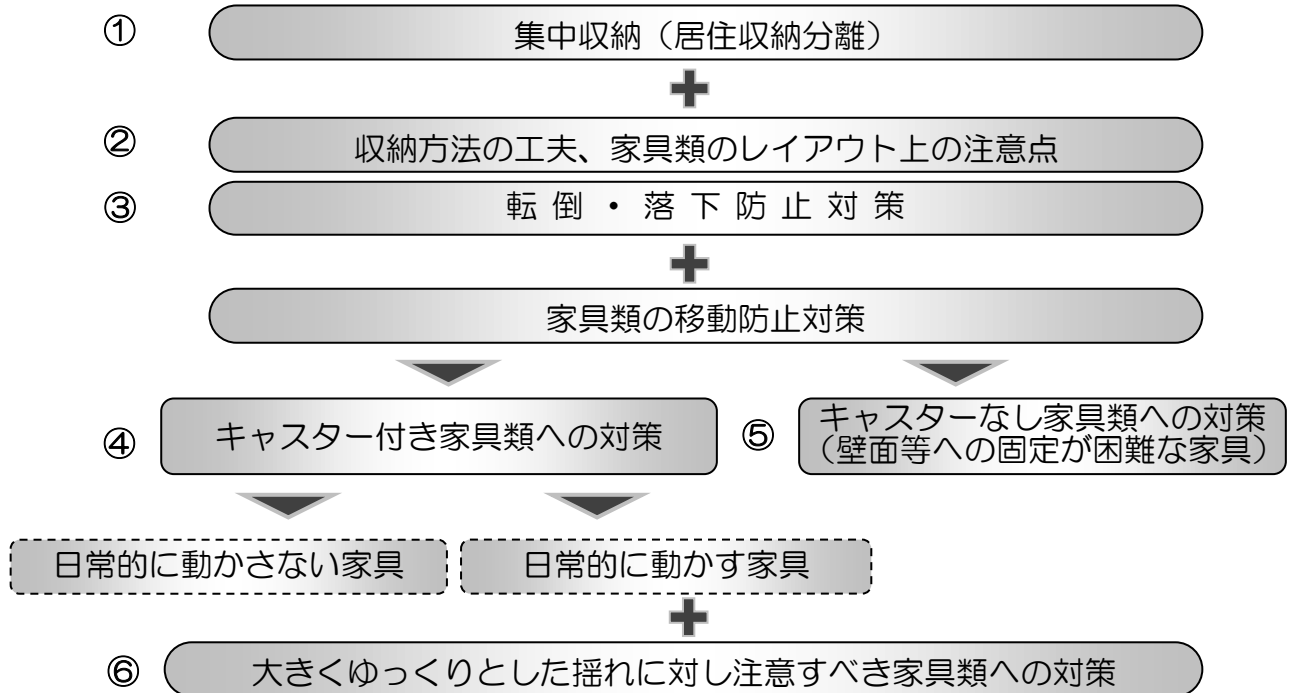 ① 集中収納（居住収納分離）
② 収納方法の工夫、家具類のレイアウト上の注意点
③ 転倒・落下防止対策
家具類の移動防止対策
④ キャスター付き家具類への対策
⑤ キャスターなし家具類への対策
（壁面等への固定が困難な家具）
日常的に動かさない家具
日常的に動かす家具
⑥ 大きくゆっくりとした揺れに対し注意すべき家具類への対策